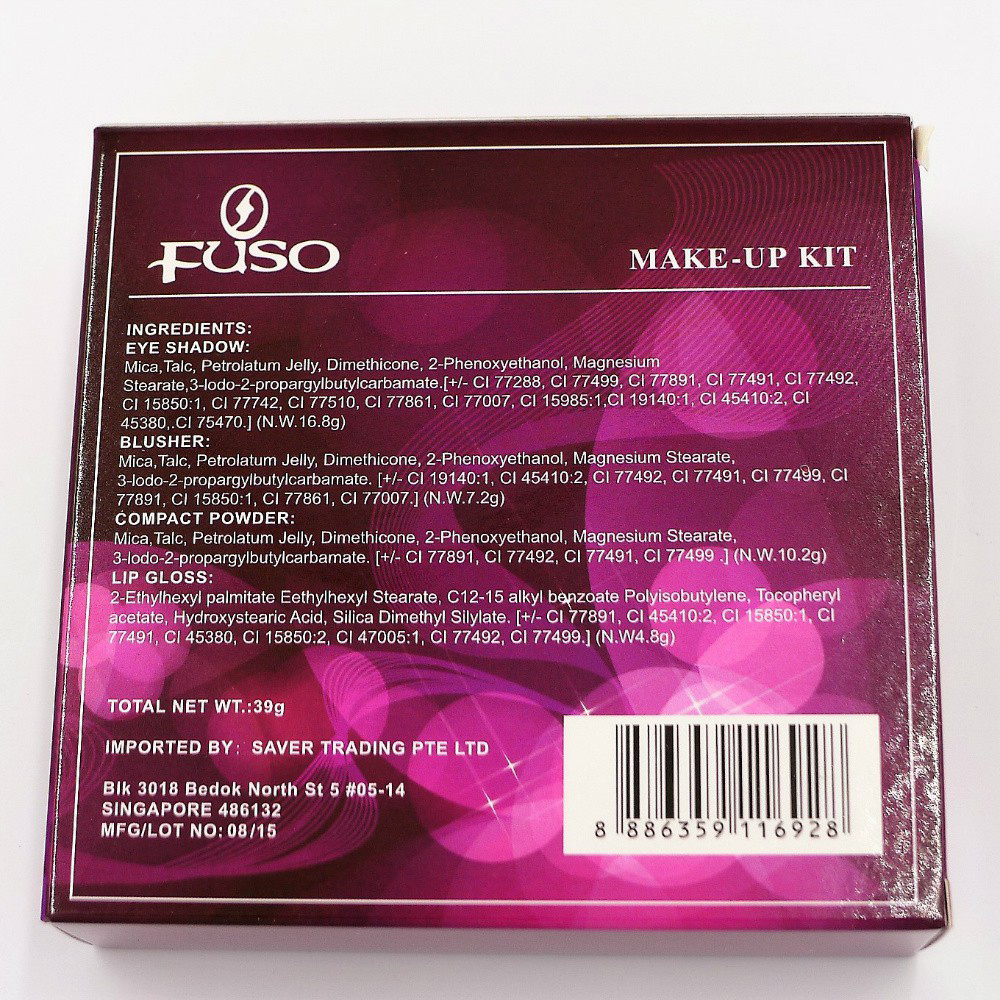 FUSO
MAKE-UP KIT
INGREDIENTS:
EYE SHADOW:
Mica,Talc, Petrolatum Jelly, Dimethicone, 2-Phenoxyethanol, Magnesium
Stearate,3-lodo-2-propargylbutylcarbamate.[+/- CI 77288, CI 77499, CI 77891, CI 77491, CI 77492,
CI 15850:1, CI 77742, CI 77510, CI 77861, CI 77007, CI 15985:1,CI 19140:1, CI 45410:2, CI
45380,.CI 75470.] (N.W.16.8g)
BLUSHER:
Mica,Talc, Petrolatum Jelly, Dimethicone, 2-Phenoxyethanol, Magnesium Stearate,
3-lodo-2-propargylbutylcarbamate. [+/- CI 19140:1, CI 45410:2, CI 77492, CI 77491, CI 77499, CI
77891, CI 15850:1, CI 77861, CI 77007.] (N.W.7.2g)
COMPACT POWDER:
Mica,Talc, Petrolatum Jelly, Dimethicone, 2-Phenoxyethanol, Magnesium Stearate,
3-lodo-2-propargylbutylcarbamate. [+/- CI 77891, CI 77492, CI 77491, CI 77499 .] (N.W.10.2g)
LIP GLOSS:
2-Ethylhexyl palmitate Eethylhexyl Stearate, C12-15 alkyl benzoate Polyisobutylene, Tocopheryl
acetate, Hydroxystearic Acid, Silica Dimethyl Silylate. [+/- CI 77891, CI 45410:2, CI 15850:1, CI
77491, CI 45380, CI 15850:2, CI 47005:1, CI 77492, CI 77499.] (N.W4.8g)
TOTAL NET WT.:39g
IMPORTED BY: SAVER TRADING PTE LTD
Blk 3018 Bedok North St 5 #05-14
SINGAPORE 486132
MFG/LOT NO: 08/15
8 886359 116928